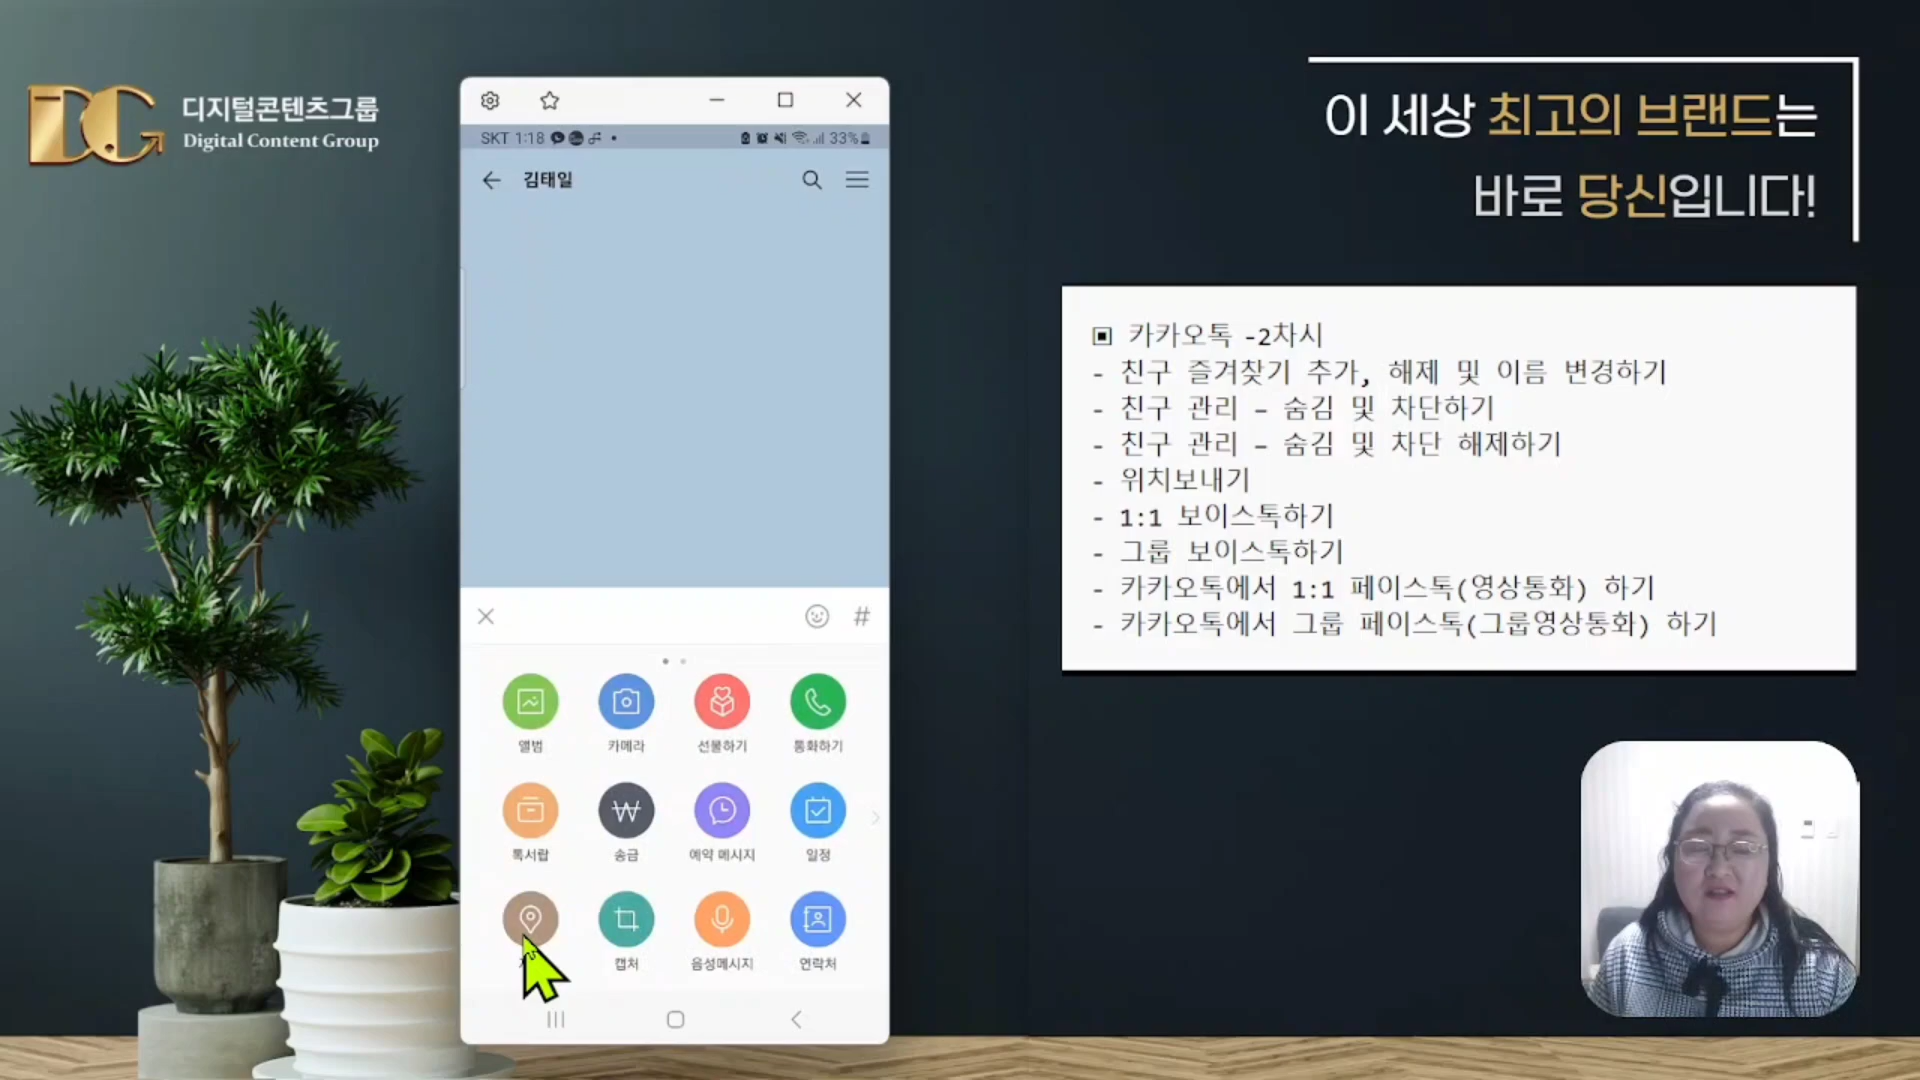 디지털콘텐츠그룹
Digital Content Group
SKT 1:18
33%
김태일
#
앨범
카메라
선물하기
통화하기
톡서랍
송금
예약 메시지
일정
캡처
음성메시지
연락처
이 세상 최고의 브랜드는
바로 당신입니다!
▣ 카카오톡 -2차시
- 친구 즐겨찾기 추가, 해제 및 이름 변경하기
- 친구 관리 – 숨김 및 차단하기
- 친구 관리 – 숨김 및 차단 해제하기
- 위치보내기
- 1:1 보이스톡하기
- 그룹 보이스톡하기
- 카카오톡에서 1:1 페이스톡(영상통화) 하기
- 카카오톡에서 그룹 페이스톡(그룹영상통화) 하기